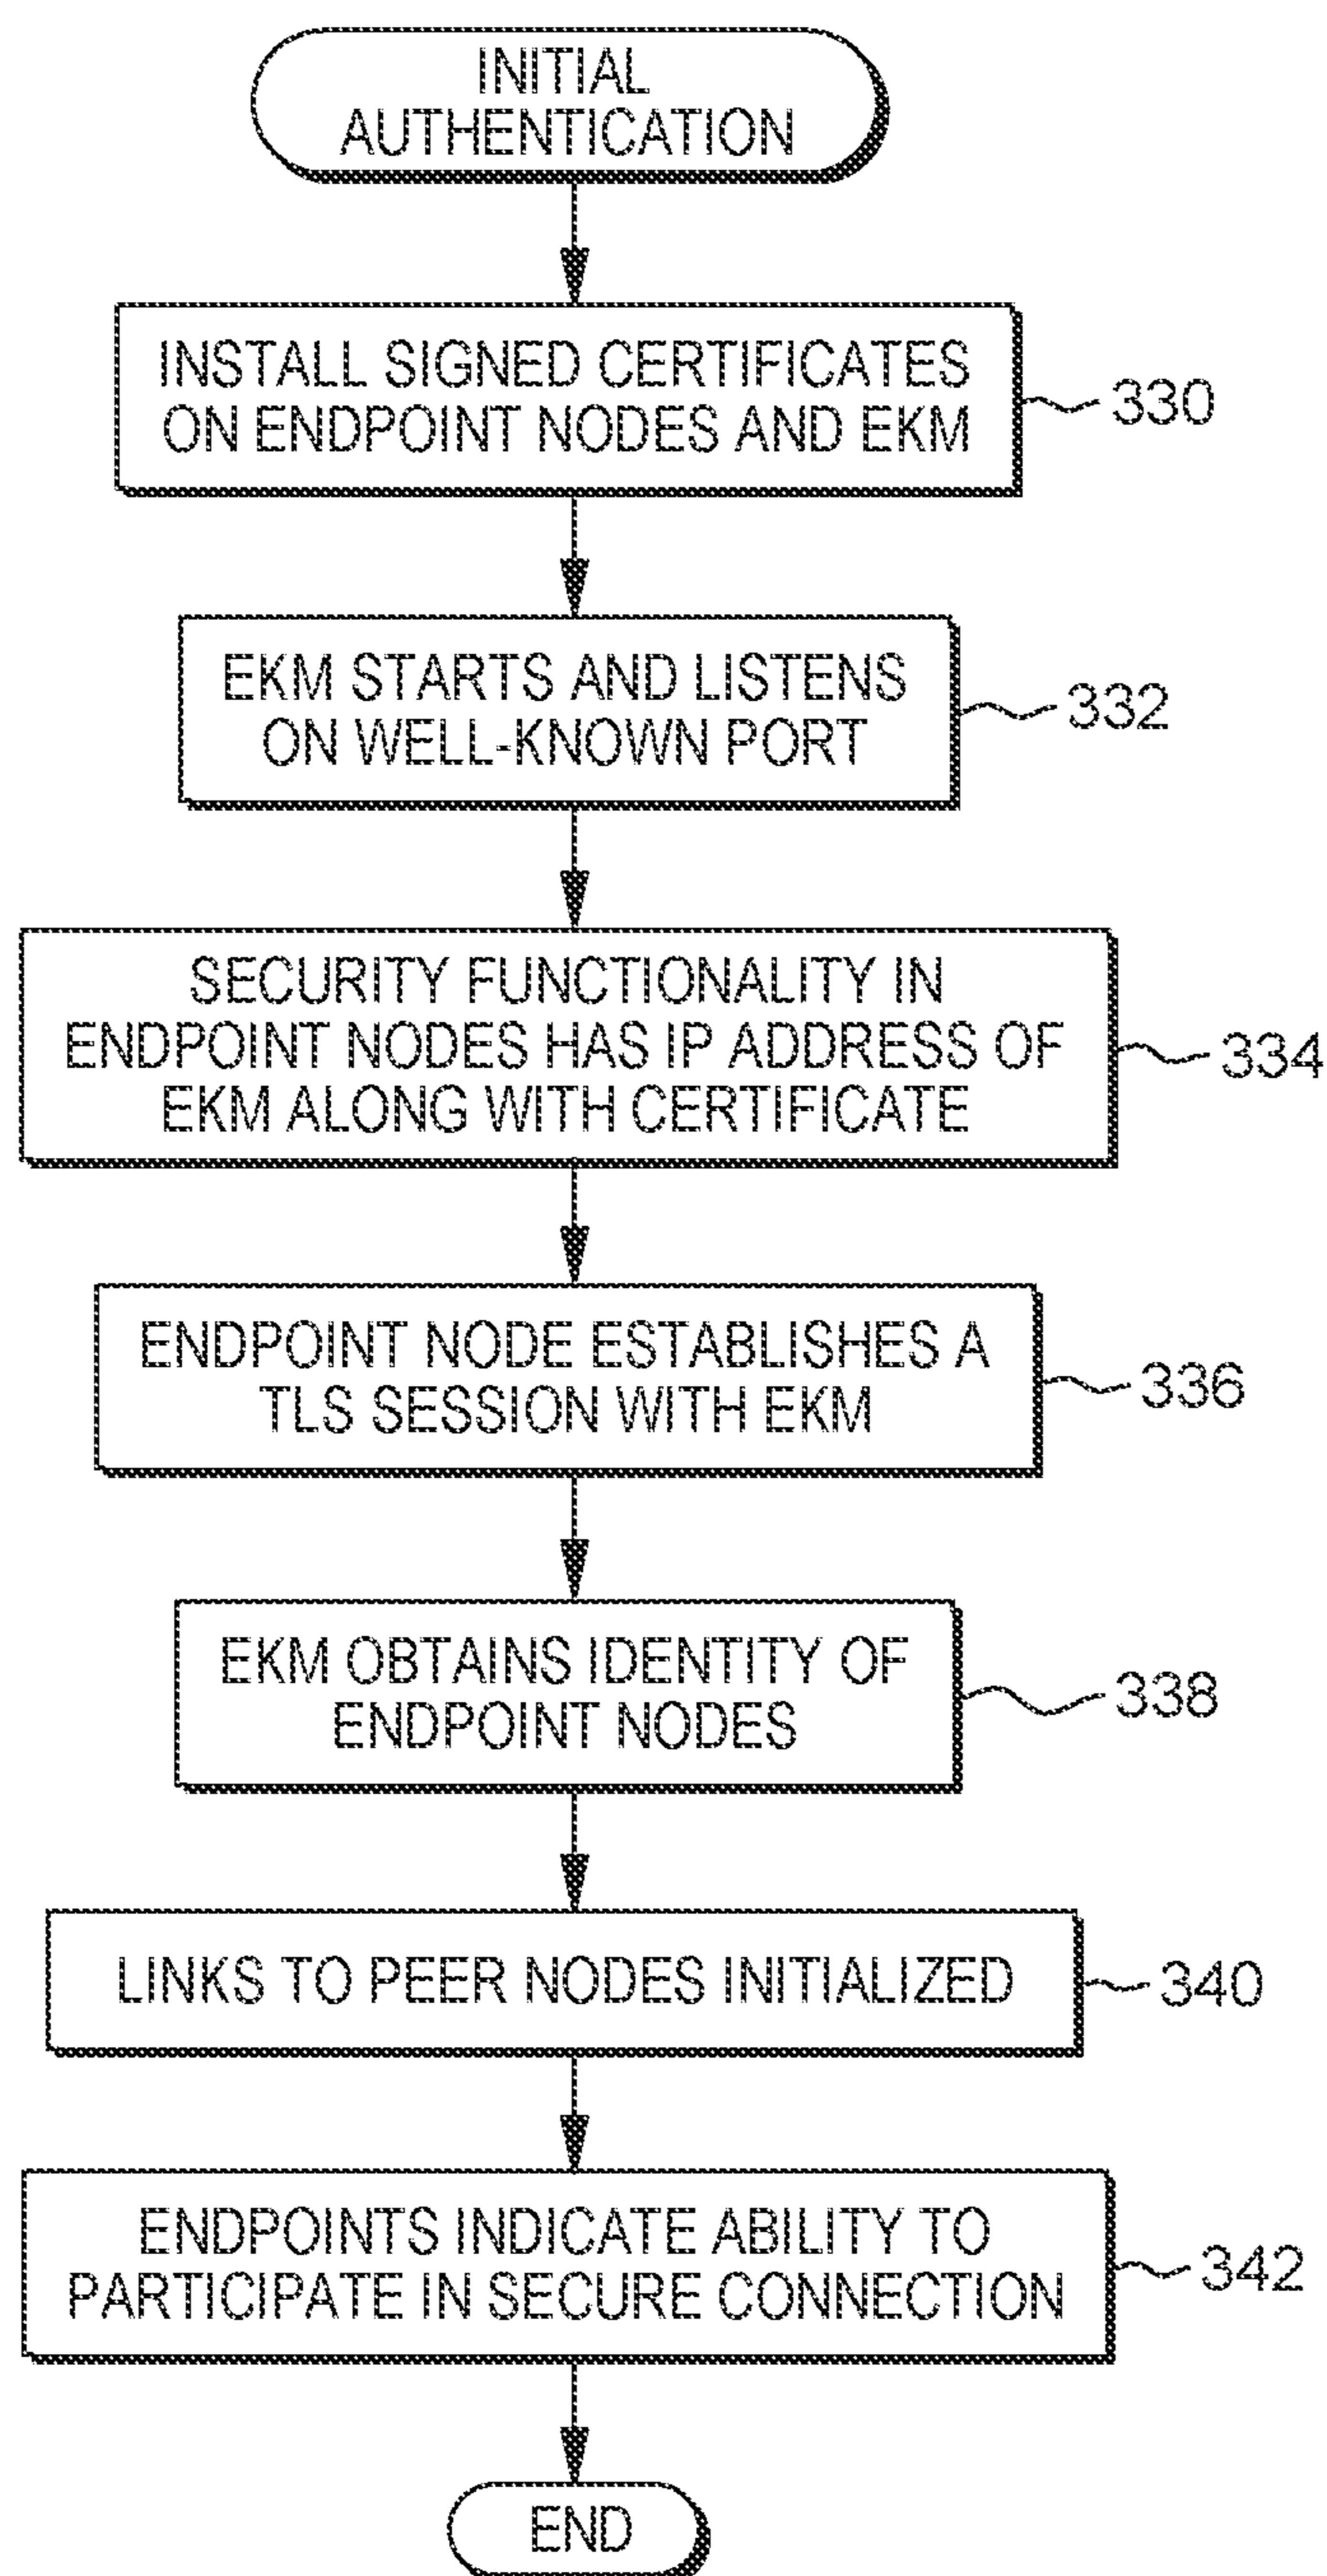 INITIAL
AUTHENTICATION
INSTALL SIGNED CERTIFICATES
ON ENDPOINT NODES AND EKM
330
EKM STARTS AND LISTENS
ON WELL-KNOWN PORT
332
SECURITY FUNCTIONALITY IN
ENDPOINT NODES HAS IP ADDRESS OF
EKM ALONG WITH CERTIFICATE
334
ENDPOINT NODE ESTABLISHES A
TLS SESSION WITH EKM
336
EKM OBTAINS IDENTITY OF
ENDPOINT NODES
338
LINKS TO PEER NODES INITIALIZED
340
ENDPOINTS INDICATE ABILITY TO
PARTICIPATE IN SECURE CONNECTION
342
END